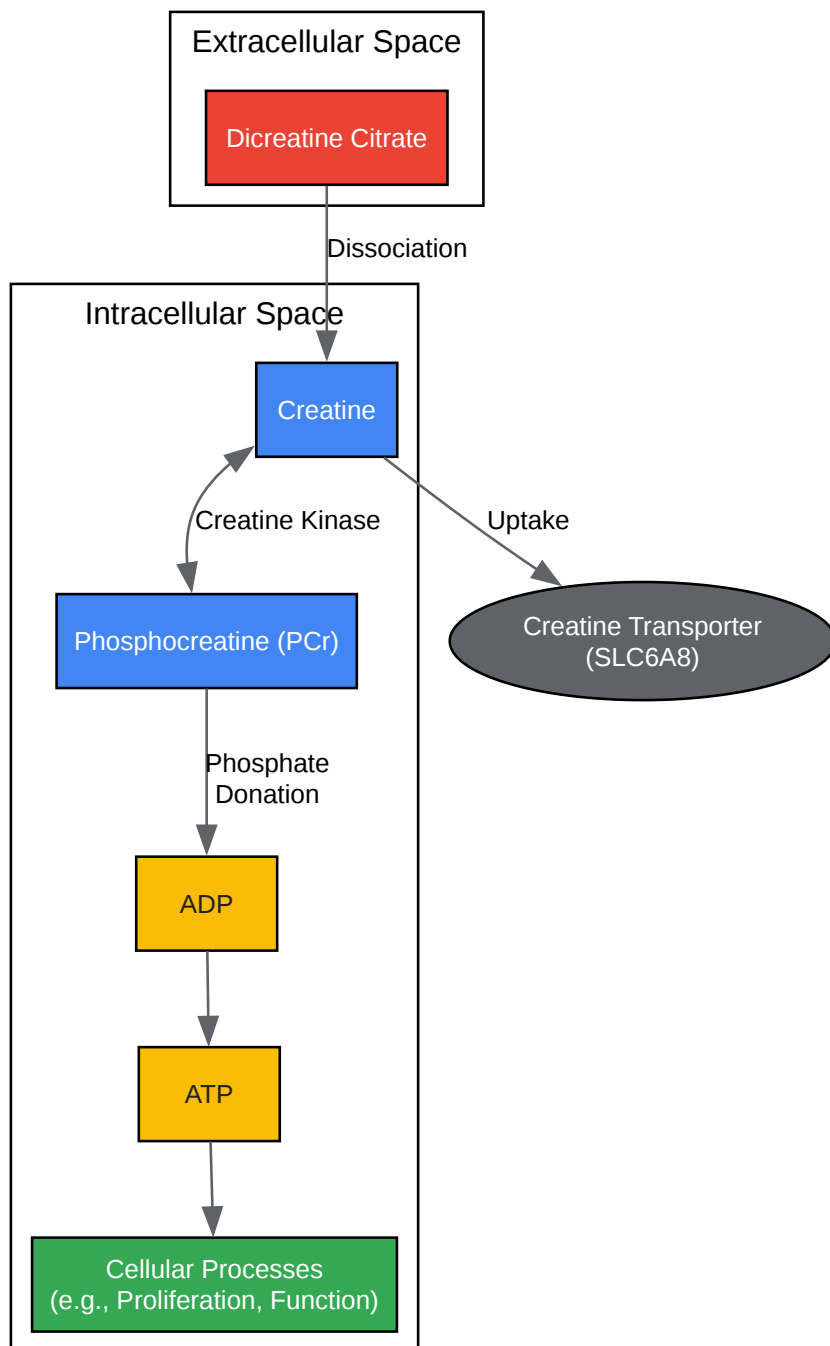 Extracellular Space
Dicreatine Citrate
Dissociation
Intracellular Space
Creatine
Creatine Kinase
Uptake
Phosphocreatine (PCr)
Creatine Transporter
(SLC6A8)
Phosphate
Donation
ADP
ATP
Cellular Processes
(e.g., Proliferation, Function)